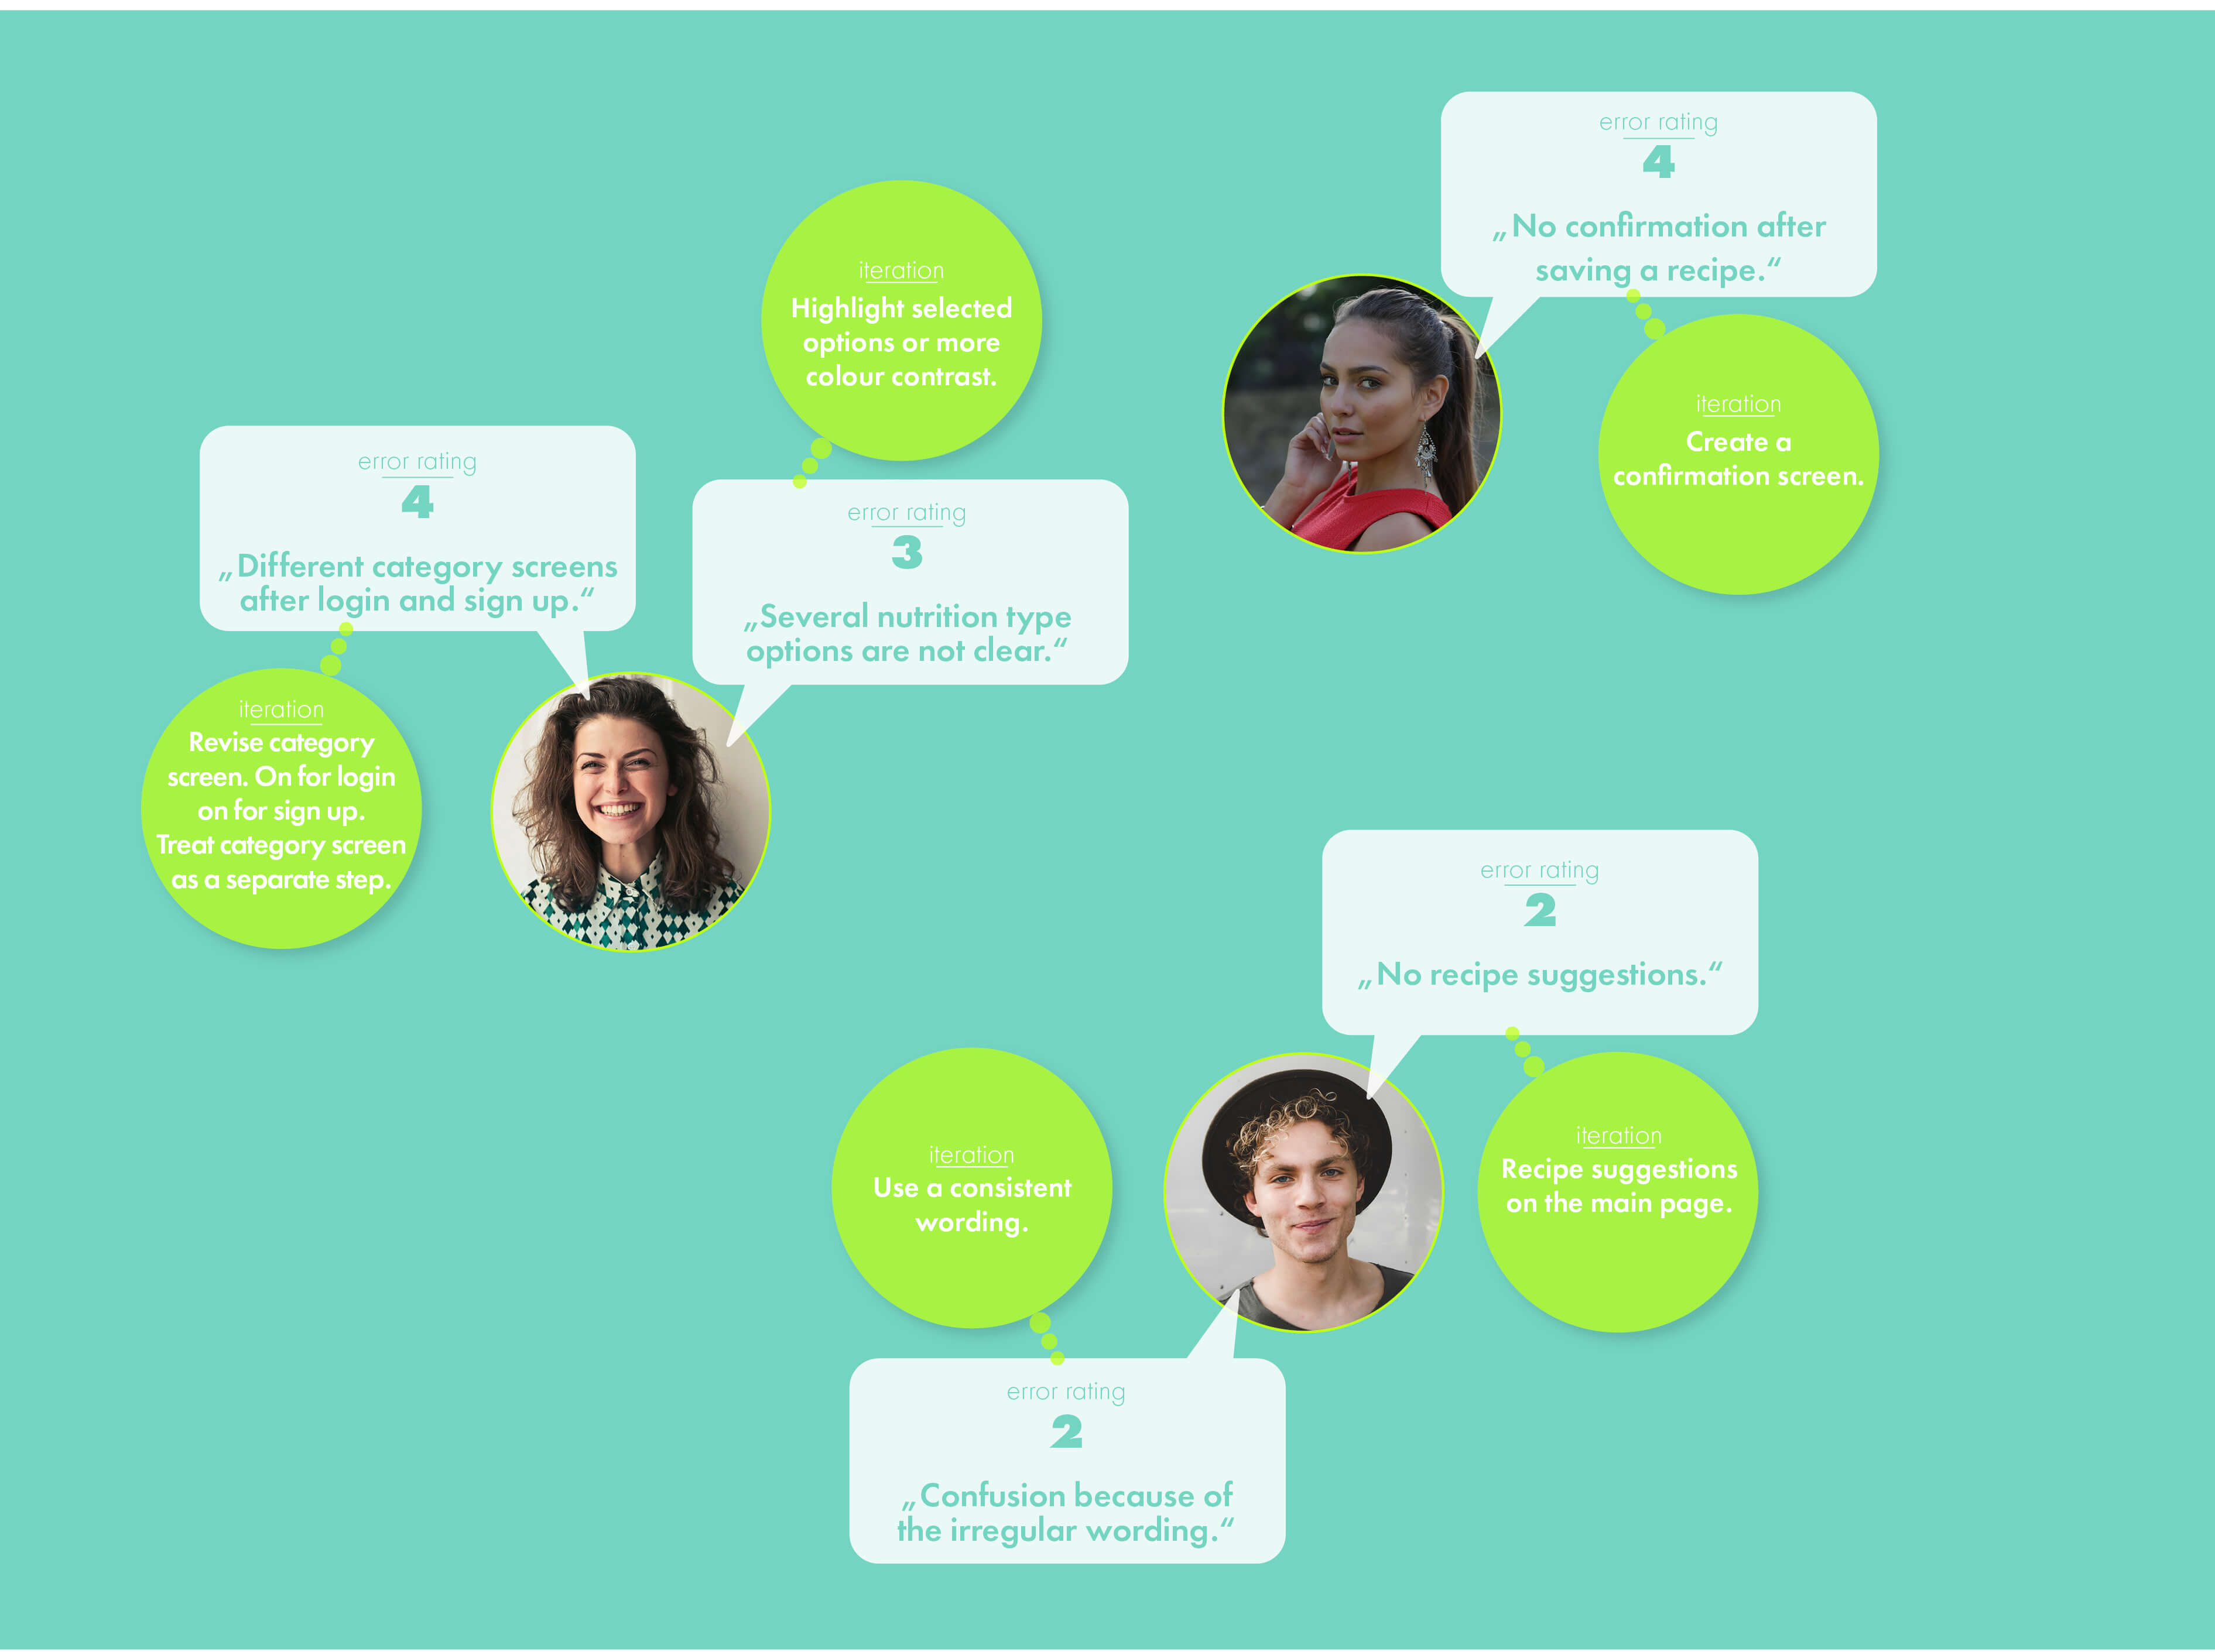 error rating
4
„Different category screens
after login and sign up.“
iteration
Revise category
screen. On for login
on for sign up.
Treat category screen
as a separate step.
iteration
Highlight selected
options or more
colour contrast.
error rating
3
„Several nutrition type
options are not clear.“
error rating
4
„No confirmation after
saving a recipe.“
iteration
Create a
confirmation screen.
error rating
2
„No recipe suggestions.“
iteration
Recipe suggestions
on the main page.
iteration
Use a consistent
wording.
error rating
2
„Confusion because of
the irregular wording.“